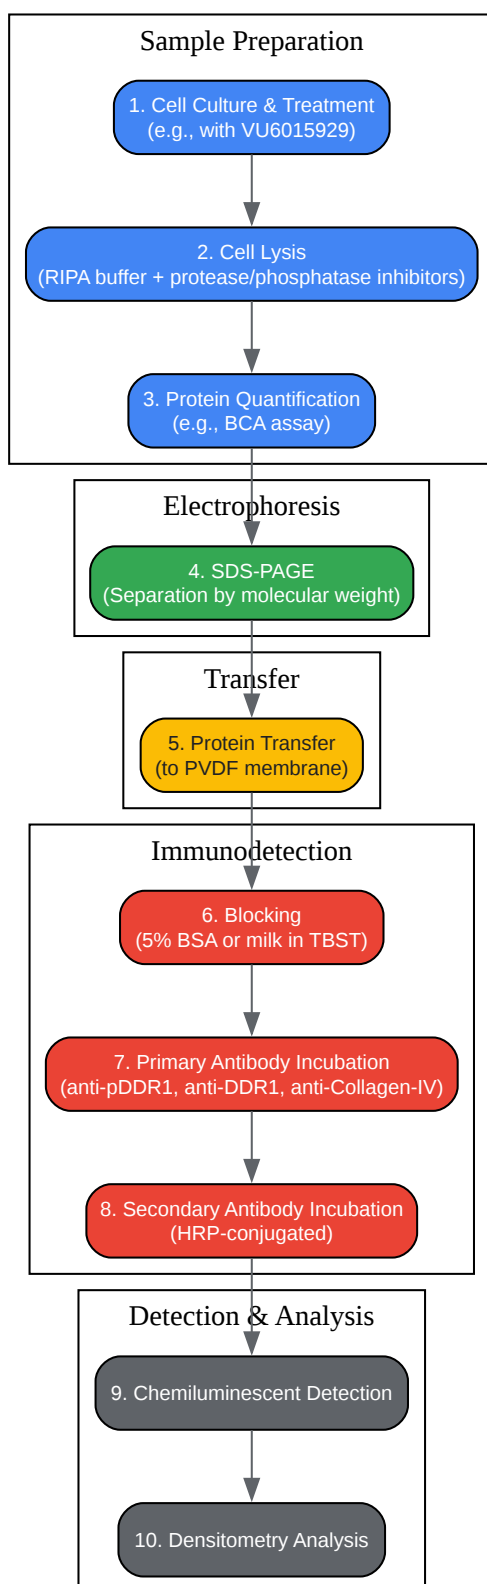 Sample Preparation
1. Cell Culture & Treatment
(e.g., with VU6015929)
2. Cell Lysis
(RIPA buffer + protease/phosphatase inhibitors)
3. Protein Quantification
(e.g., BCA assay)
Electrophoresis
4. SDS-PAGE
(Separation by molecular weight)
Transfer
5. Protein Transfer
(to PVDF membrane)
Immunodetection
6. Blocking
(5% BSA or milk in TBST)
7. Primary Antibody Incubation
(anti-pDDR1, anti-DDR1, anti-Collagen-IV)
8. Secondary Antibody Incubation
(HRP-conjugated)
Detection & Analysis
9. Chemiluminescent Detection
10. Densitometry Analysis